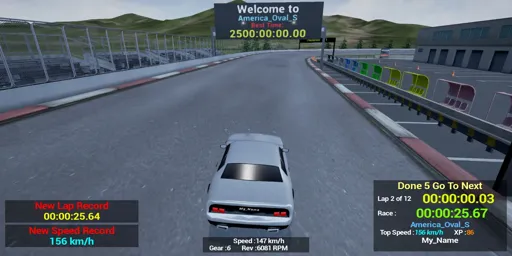 Welcome to
America_Oval_S
Best Time:
2500:00:00.00
New Lap Record
00:00:25.64
New Speed Record
156 km/h
My_Name
Speed :147 km/h
Gear :6 Rev :6081 RPM
Done 5 Go To Next
Lap 2 of 12 00:00:00.03
Race : 00:00:25.67
America_Oval_S
Top Speed :156 km/h XP :86
My_Name